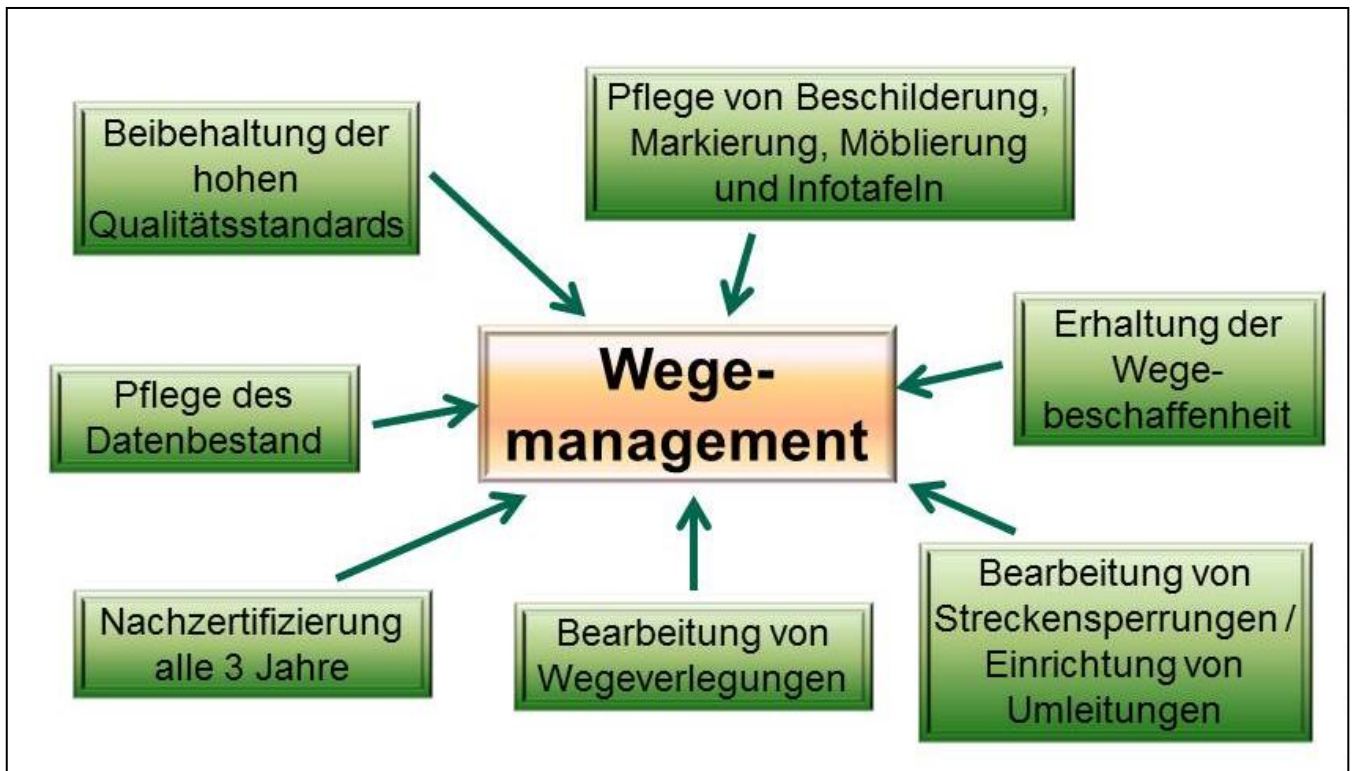 Beibehaltung der
hohen
Qualitätsstandards
Pflege von Beschilderung,
Markierung, Möblierung
und Infotafeln
Wege-
management
Erhaltung der
Wege-
beschaffenheit
Pflege des
Datenbestand
Nachzertifizierung
alle 3 Jahre
Bearbeitung von
Wegeverlegungen
Bearbeitung von
Streckensperrungen /
Einrichtung von
Umleitungen